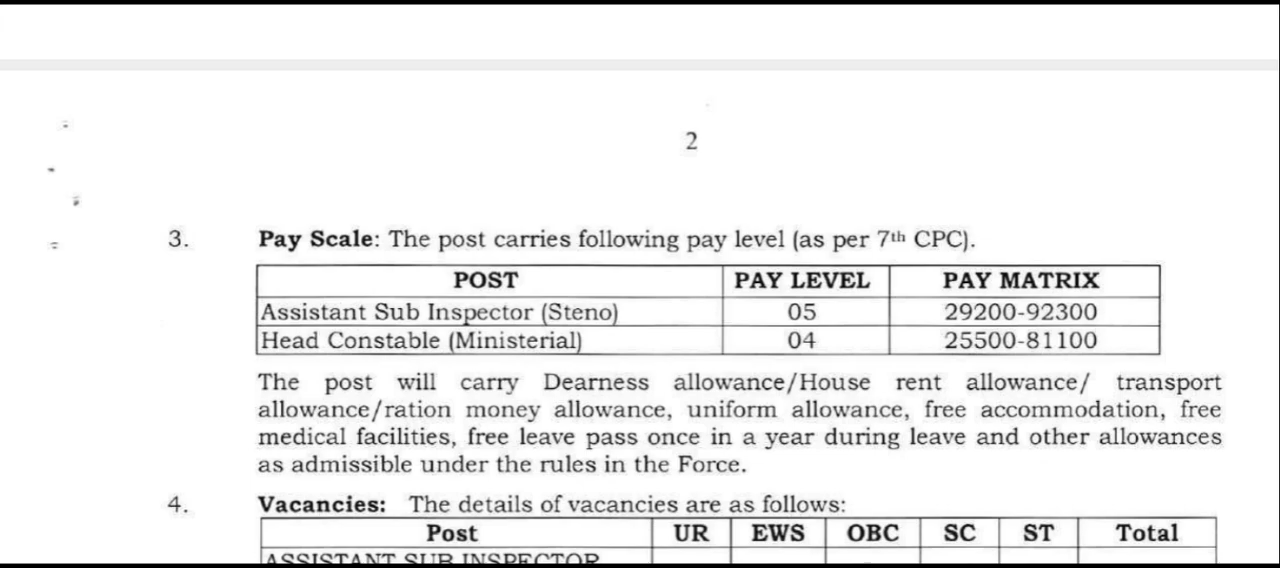 2
3. Pay Scale: The post carries following pay level (as per 7th CPC).
POST PAY LEVEL PAY MATRIX
Assistant Sub Inspector (Steno) 05 29200-92300
Head Constable (Ministerial) 04 25500-81100
The post will carry Dearness allowance/House rent allowance/ transport
allowance/ration money allowance, uniform allowance, free accommodation, free
medical facilities, free leave pass once in a year during leave and other allowances
as admissible under the rules in the Force.
4. Vacancies: The details of vacancies are as follows:
Post UR EWS OBC SC ST Total
ASSISTANT SUB INSPECTOR